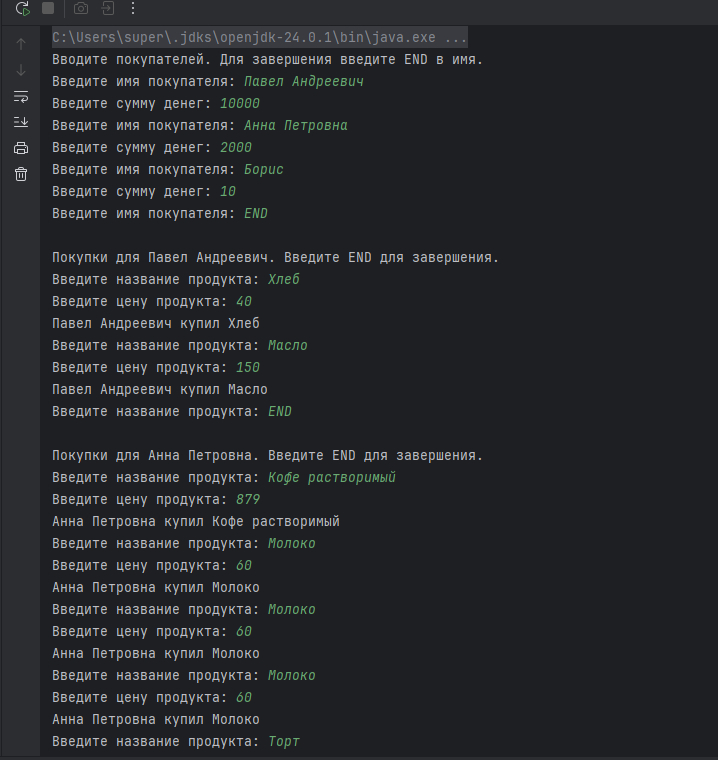 C:\Users\super\.jdks\openjdk-24.0.1\bin\java.exe ...
Вводите покупателей. Для завершения введите END в имя.
Введите имя покупателя: Павел Андреевич
Введите сумму денег: 10000
Введите имя покупателя: Анна Петровна
Введите сумму денег: 2000
Введите имя покупателя: Борис
Введите сумму денег: 10
Введите имя покупателя: END

Покупки для Павел Андреевич. Введите END для завершения.
Введите название продукта: Хлеб
Введите цену продукта: 40
Павел Андреевич купил Хлеб
Введите название продукта: Масло
Введите цену продукта: 150
Павел Андреевич купил Масло
Введите название продукта: END

Покупки для Анна Петровна. Введите END для завершения.
Введите название продукта: Кофе растворимый
Введите цену продукта: 879
Анна Петровна купил Кофе растворимый
Введите название продукта: Молоко
Введите цену продукта: 60
Анна Петровна купил Молоко
Введите название продукта: Молоко
Введите цену продукта: 60
Анна Петровна купил Молоко
Введите название продукта: Молоко
Введите цену продукта: 60
Анна Петровна купил Молоко
Введите название продукта: Торт